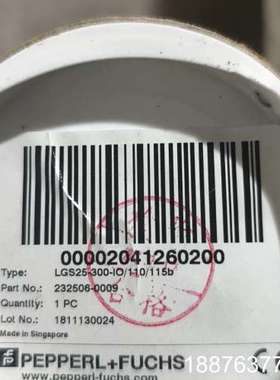 00002041260200
Type: LGS25-300-IO/110/115b
Part No.: 232506-0009
Quantity: 1 PC
Lot No.: 1811130024
Made in Singapore
PEPPERL+FUCHS
www.pepperl-fuchs.com
1887637